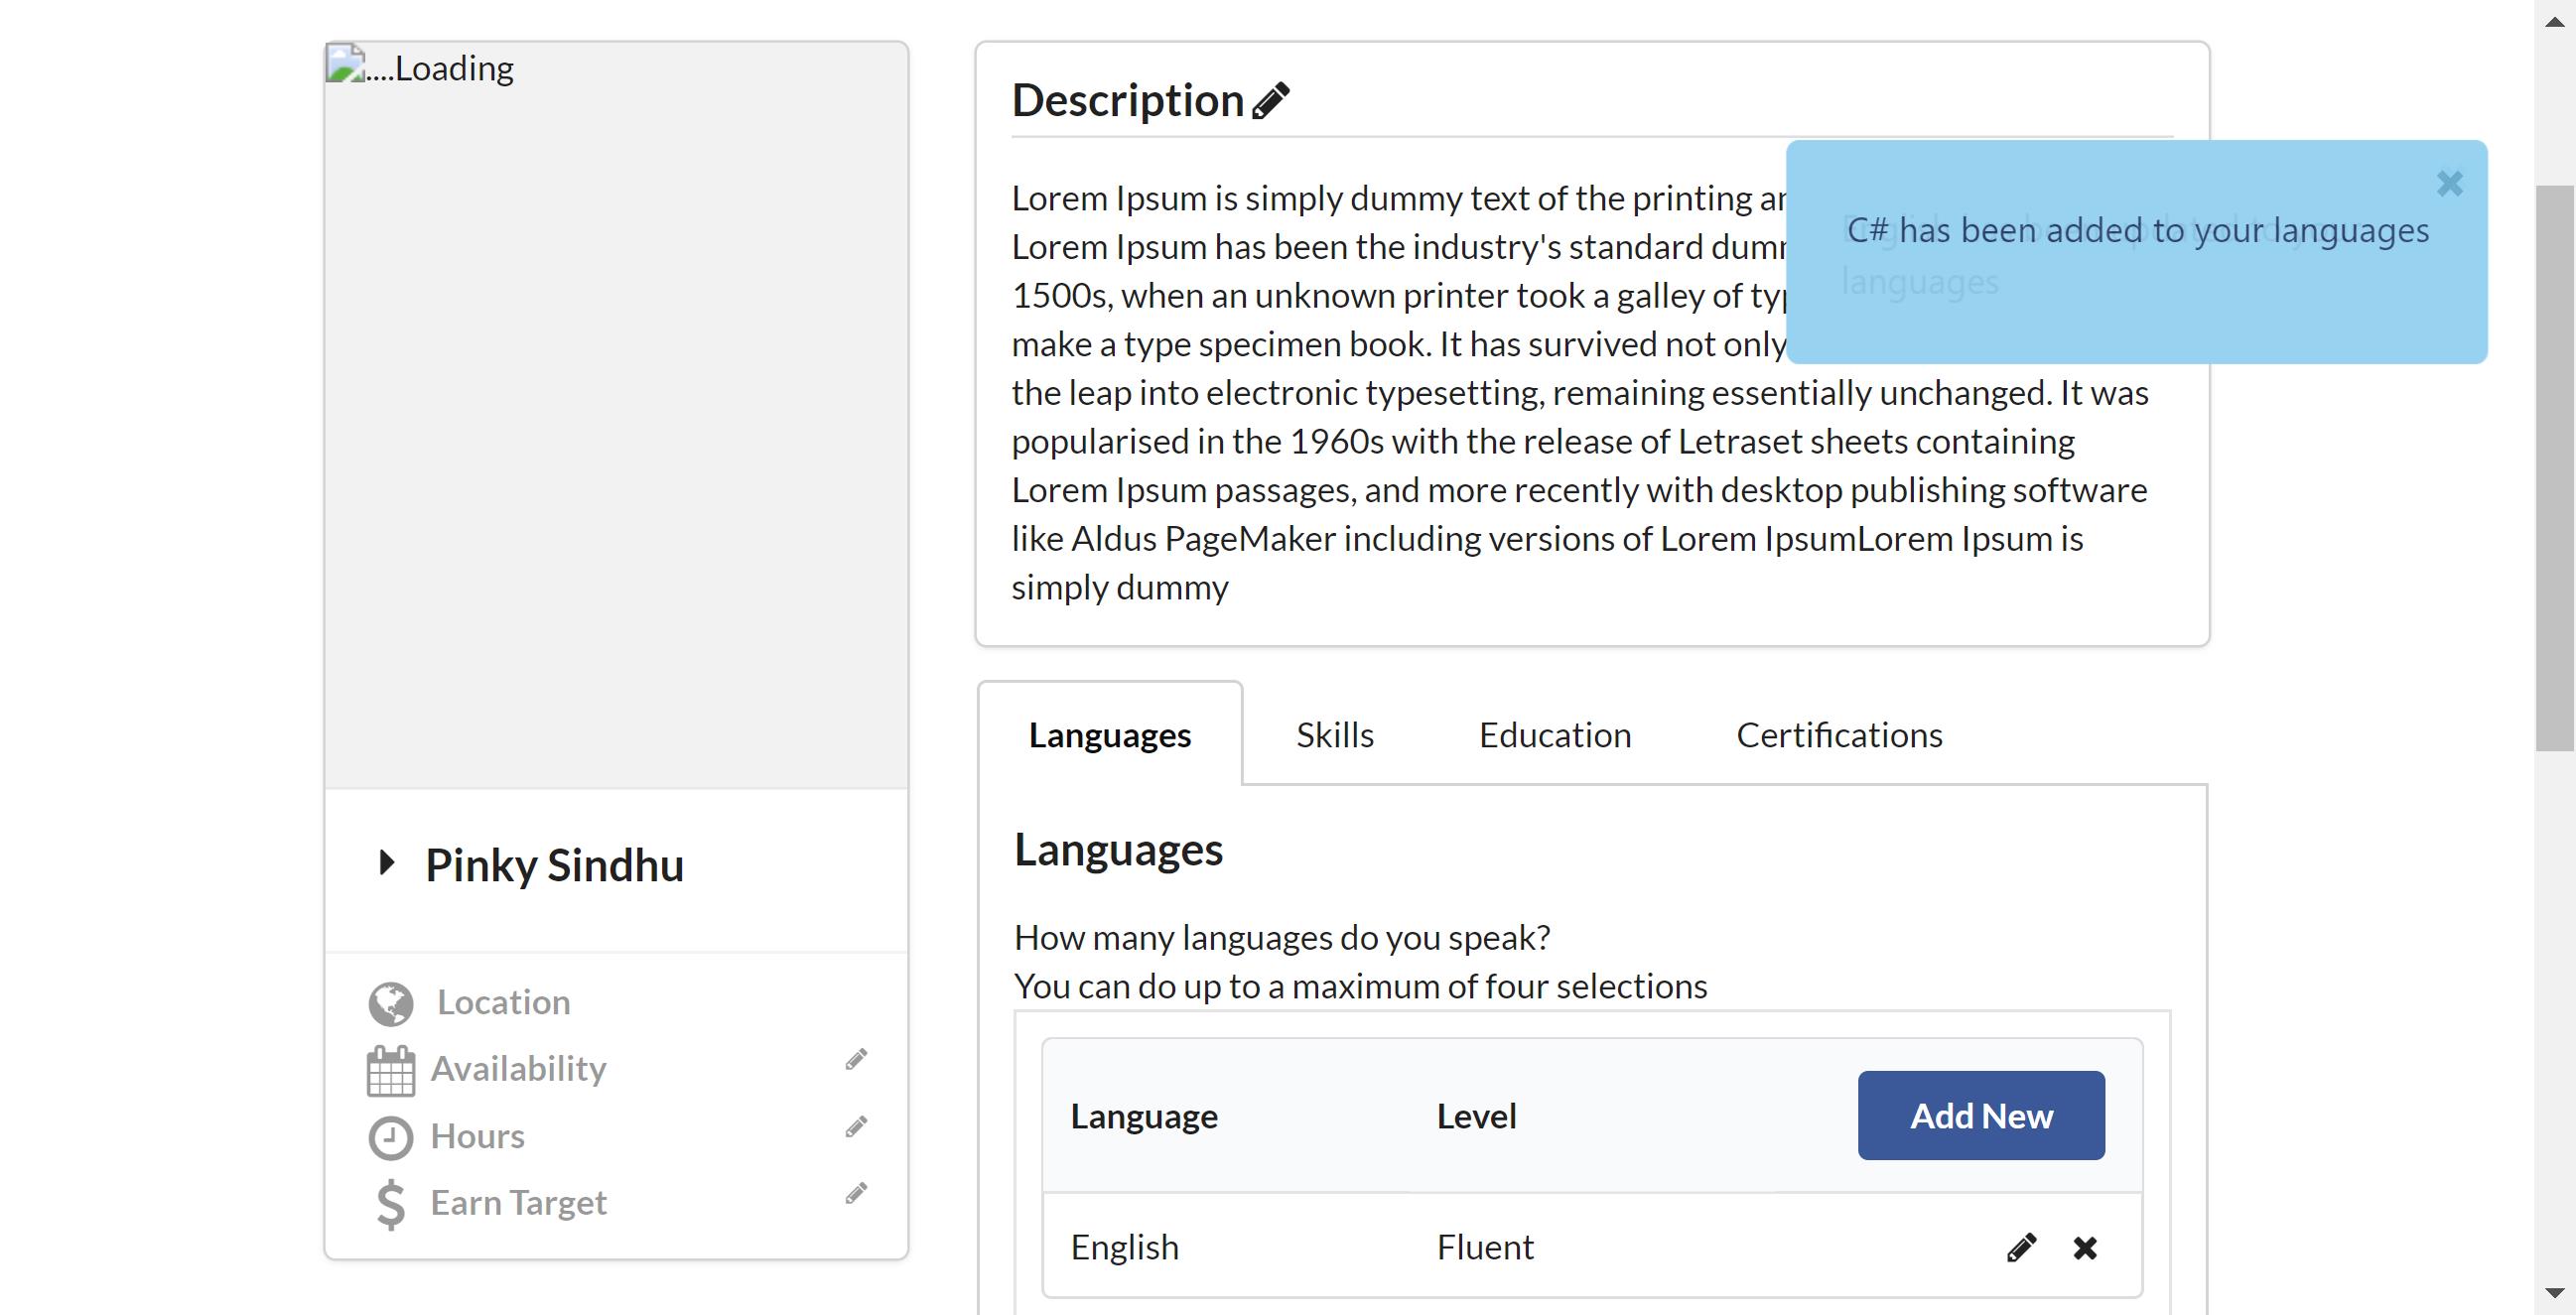 ....Loading
Pinky Sindhu
Location
Availability
Hours
Earn Target
Description
Lorem Ipsum is simply dummy text of the printing
Lorem Ipsum has been the industry's standard
1500s, when an unknown printer took a galley of
make a type specimen book. It has survived not only
the leap into electronic typesetting, remaining essentially unchanged. It was
popularised in the 1960s with the release of Letraset sheets containing
Lorem Ipsum passages, and more recently with desktop publishing software
like Aldus PageMaker including versions of Lorem IpsumLorem Ipsum is
simply dummy
C# has been added to your languages
languages
Languages Skills Education Certifications
Languages
How many languages do you speak?
You can do up to a maximum of four selections
Language Level Add New
English Fluent